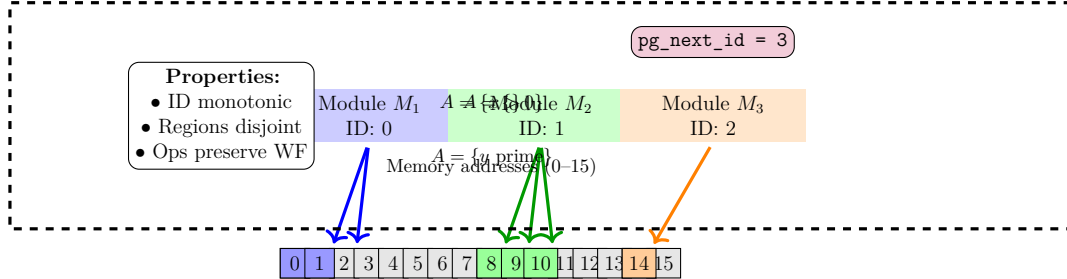 pg_next_id = 3
Properties:
• ID monotonic
• Regions disjoint
• Ops preserve WF
Module M₁
ID: 0
Module M₂
ID: 1
Module M₃
ID: 2
A = {y prime}
Memory addresses (0–15)
0 1 2 3 4 5 6 7 8 9 10 11 12 13 14 15